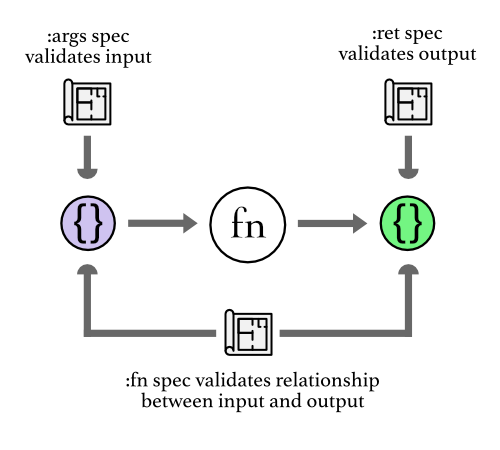 :args spec
validates input
:ret spec
validates output
{}
fn
{}
:fn spec validates relationship
between input and output